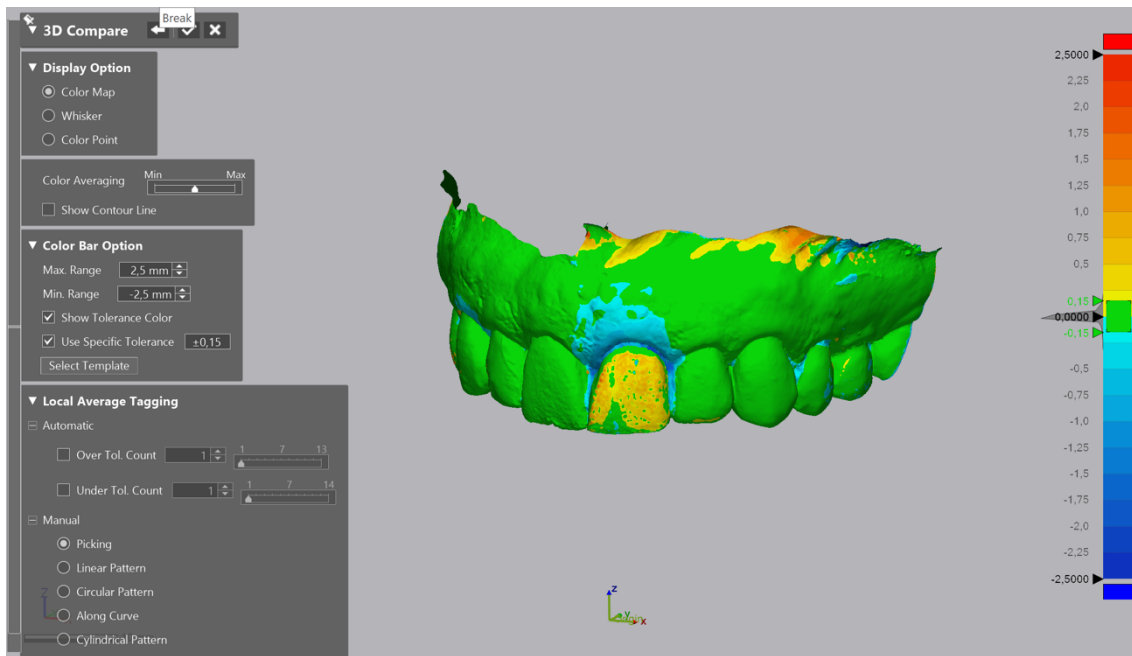 Break
3D Compare
Display Option
Color Map
Whisker
Color Point
Color Averaging Min Max
Show Contour Line
Color Bar Option
Max. Range 2,5 mm
Min. Range -2,5 mm
Show Tolerance Color
Use Specific Tolerance ±0,15
Select Template
Local Average Tagging
Automatic
Over Tol. Count 1 1 7 13
Under Tol. Count 1 1 7 14
Manual
Picking
Linear Pattern
Circular Pattern
Along Curve
Cylindrical Pattern
Z
Z
Y
X
2,5000
2,25
2,0
1,75
1,5
1,25
1,0
0,75
0,5
0,15
0,0000
-0,15
-0,5
-0,75
-1,0
-1,25
-1,5
-1,75
-2,0
-2,25
-2,5000